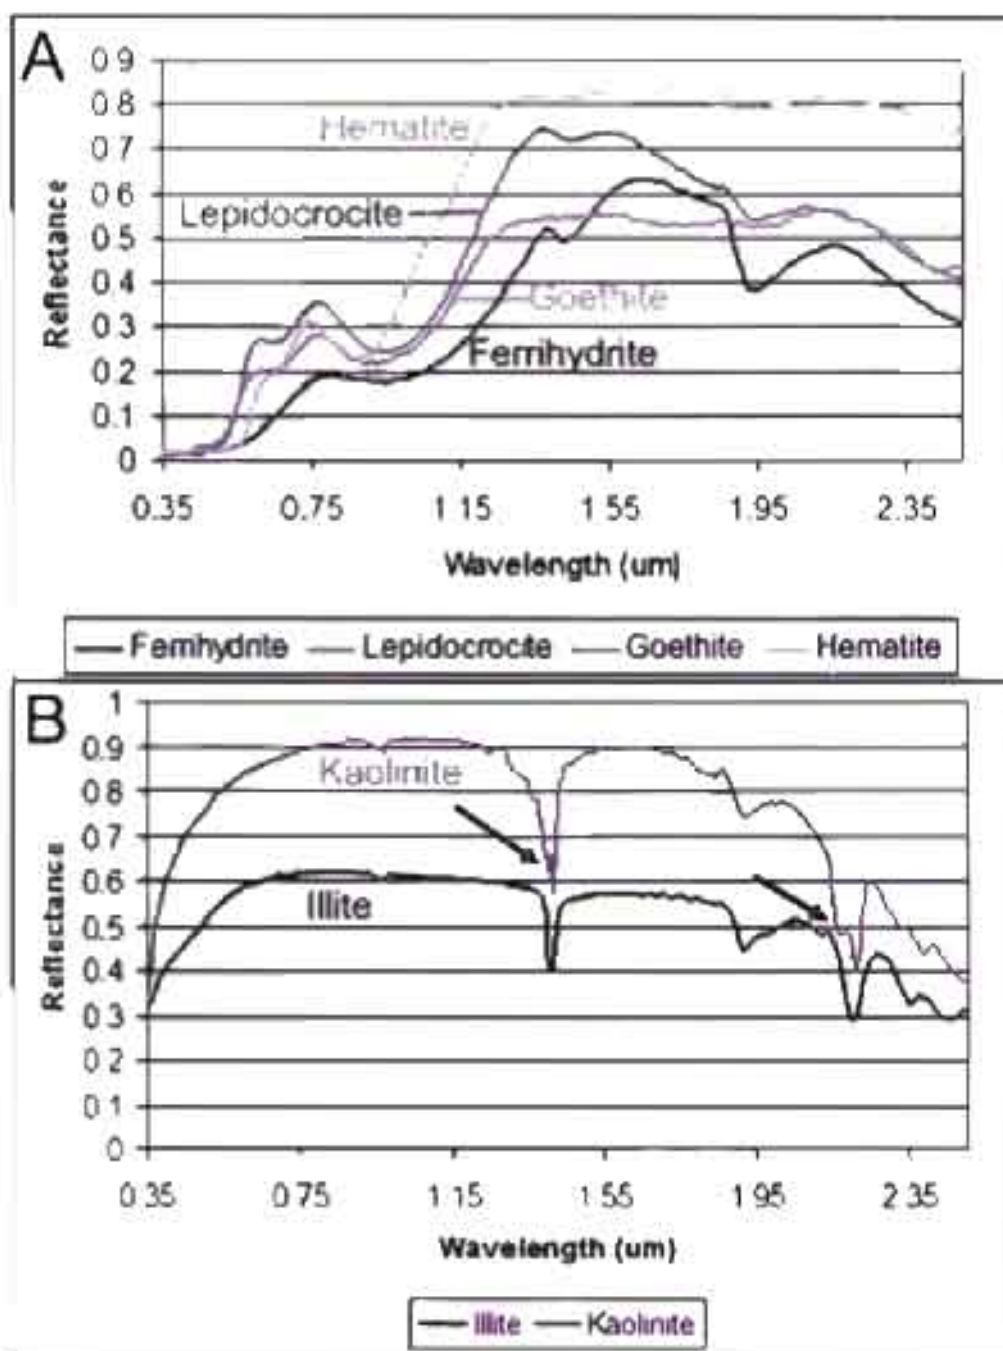 A
0.9
0.8
0.7
0.6
0.5
0.4
0.3
0.2
0.1
0
Reflectance
Hematite
Lepidocrocite
Goethite
Ferrihydrite
0.35 0.75 1.15 1.55 1.95 2.35
Wavelength (um)
Ferrihydrite Lepidocrocite Goethite Hematite
B
1
0.9
0.8
0.7
0.6
0.5
0.4
0.3
0.2
0.1
0
Reflectance
Kaolinite
Illite
0.35 0.75 1.15 1.55 1.95 2.35
Wavelength (um)
Illite Kaolinite